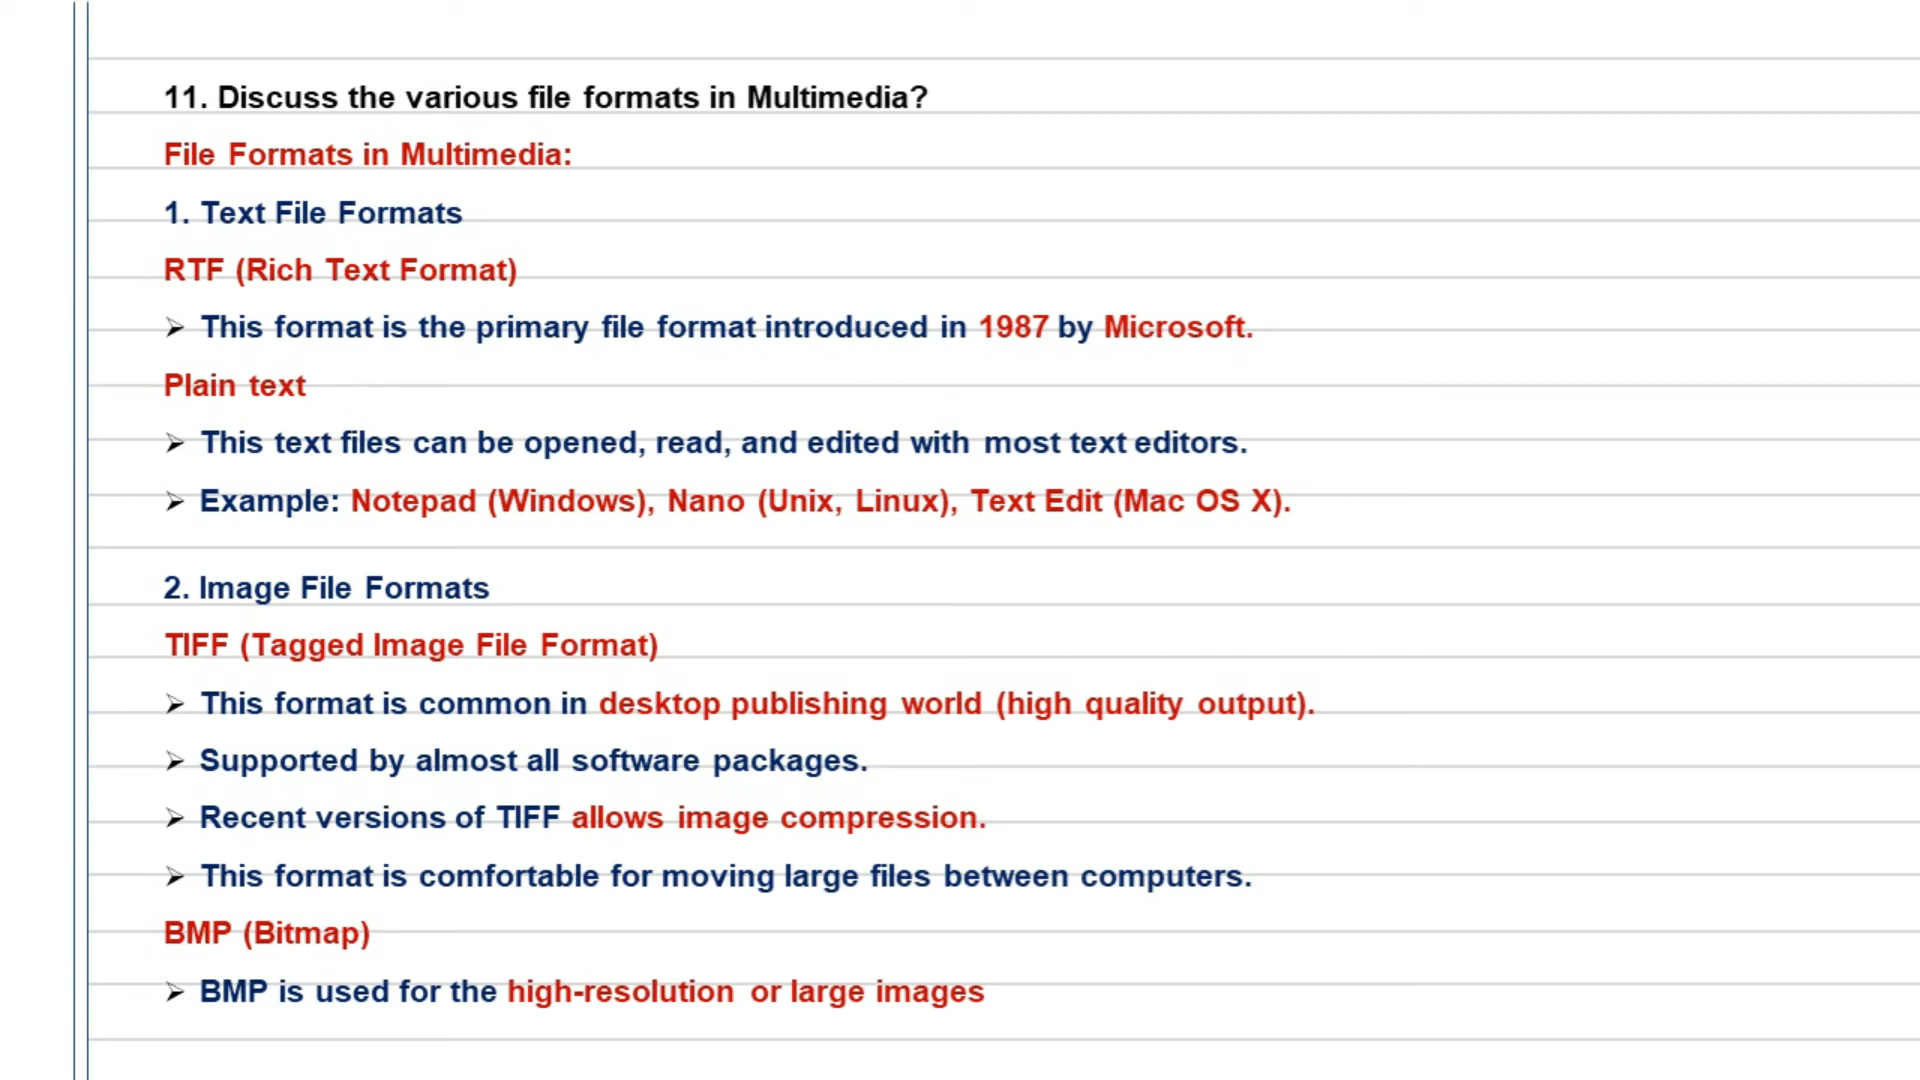 11. Discuss the various file formats in Multimedia?
File Formats in Multimedia:
1. Text File Formats
RTF (Rich Text Format)
➢ This format is the primary file format introduced in 1987 by Microsoft.
Plain text
➢ This text files can be opened, read, and edited with most text editors.
➢ Example: Notepad (Windows), Nano (Unix, Linux), Text Edit (Mac OS X).
2. Image File Formats
TIFF (Tagged Image File Format)
➢ This format is common in desktop publishing world (high quality output).
➢ Supported by almost all software packages.
➢ Recent versions of TIFF allows image compression.
➢ This format is comfortable for moving large files between computers.
BMP (Bitmap)
➢ BMP is used for the high-resolution or large images